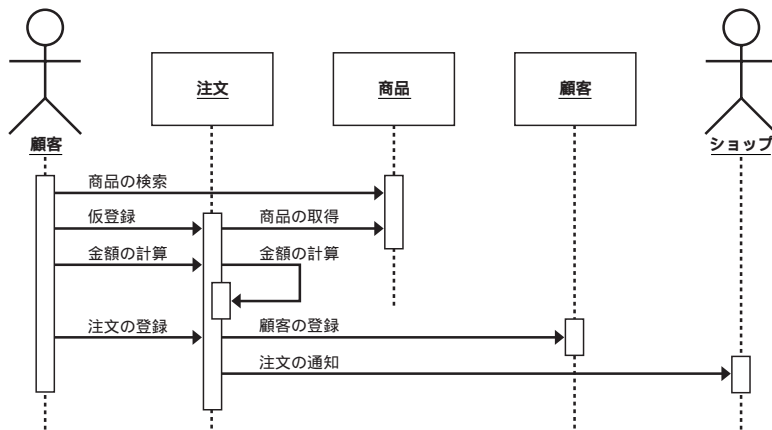 顧客
注文
商品
顧客
ショップ
商品の検索
仮登録
商品の取得
金額の計算
金額の計算
注文の登録
顧客の登録
注文の通知